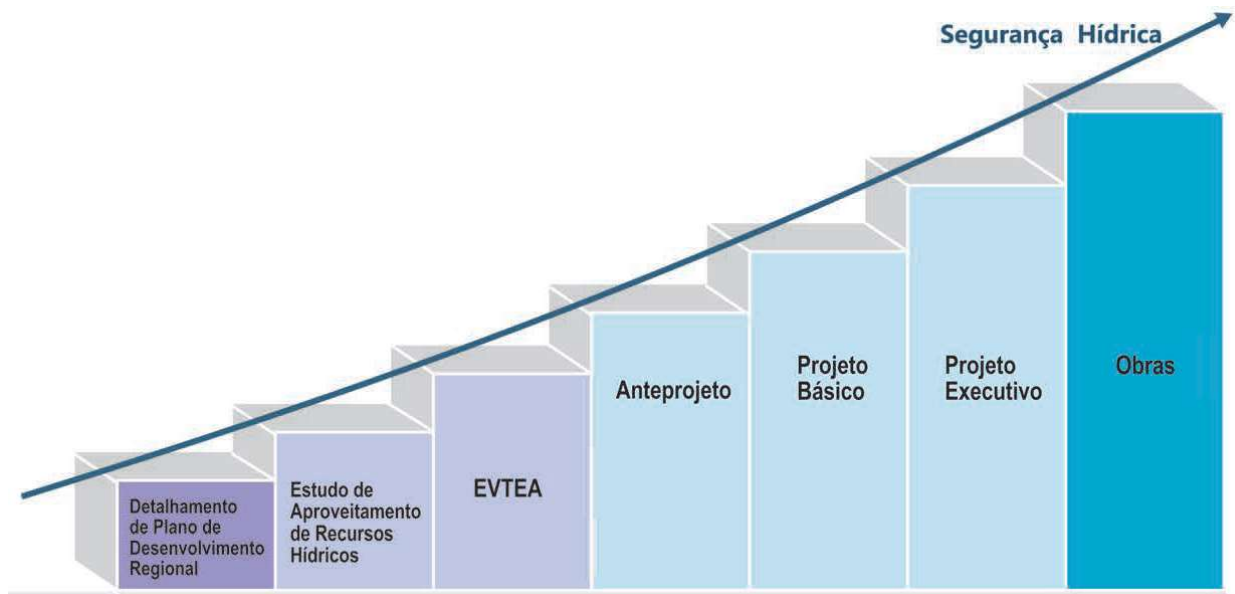 Segurança Hídrica
Detalhamento
de Plano de
Desenvolvimento
Regional
Estudo de
Aproveitamento
de Recursos
Hídricos
EVTEA
Anteprojeto
Projeto
Básico
Projeto
Executivo
Obras